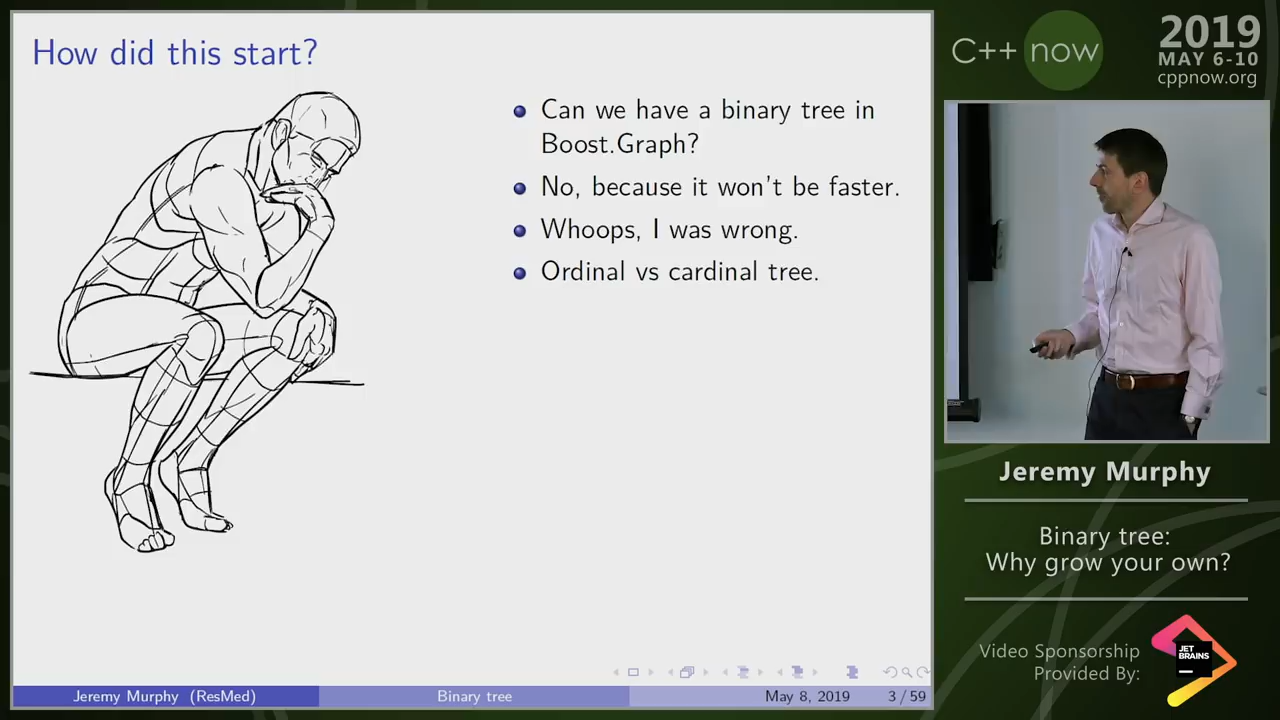 How did this start?
Can we have a binary tree in
Boost.Graph?
No, because it won't be faster.
Whoops, I was wrong.
Ordinal vs cardinal tree.
Jeremy Murphy (ResMed)
Binary tree
May 8, 2019
3 / 59
C++ now
2019
MAY 6-10
cppnow.org
Jeremy Murphy
Binary tree:
Why grow your own?
Video Sponsorship
Provided By:
JET
BRAINS